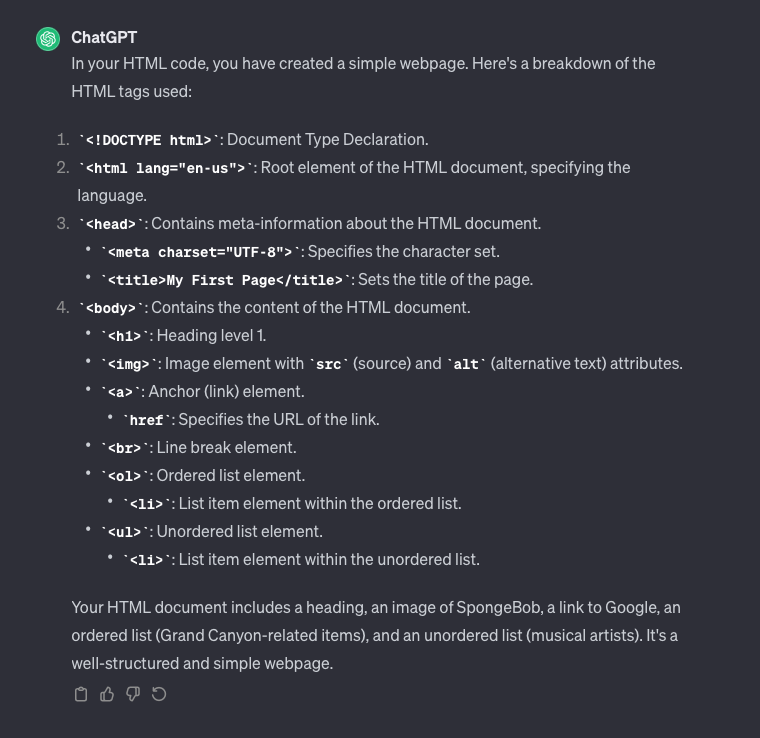 ChatGPT
In your HTML code, you have created a simple webpage. Here's a breakdown of the
HTML tags used:
1. `<!DOCTYPE html>`: Document Type Declaration.
2. `<html lang="en-us">`: Root element of the HTML document, specifying the
language.
3. `<head>`: Contains meta-information about the HTML document.
• `<meta charset="UTF-8">`: Specifies the character set.
• `<title>My First Page</title>`: Sets the title of the page.
4. `<body>`: Contains the content of the HTML document.
• `<h1>`: Heading level 1.
• `<img>`: Image element with `src` (source) and `alt` (alternative text) attributes.
• `<a>`: Anchor (link) element.
• `href`: Specifies the URL of the link.
• `<br>`: Line break element.
• `<ol>`: Ordered list element.
• `<li>`: List item element within the ordered list.
• `<ul>`: Unordered list element.
• `<li>`: List item element within the unordered list.
Your HTML document includes a heading, an image of SpongeBob, a link to Google, an
ordered list (Grand Canyon-related items), and an unordered list (musical artists). It's a
well-structured and simple webpage.